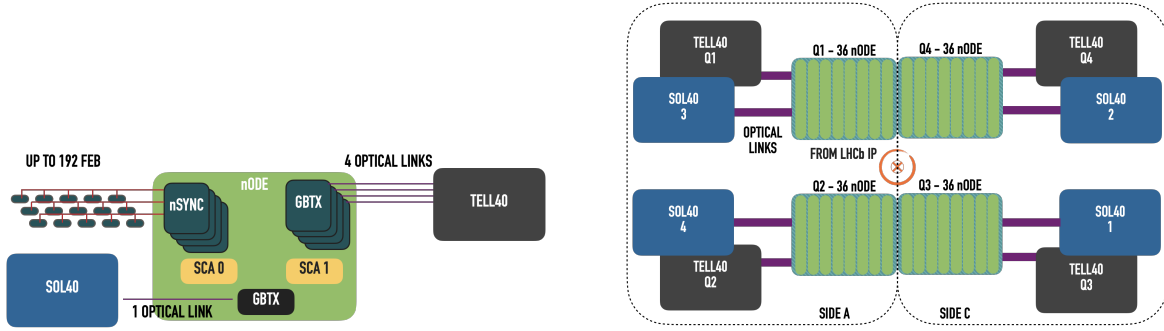 UP TO 192 FEB
nODE
4 OPTICAL LINKS
nSYNC
GBTX
TELL40
SCA 0
SCA 1
SOL40
GBTX
1 OPTICAL LINK
TELL40
Q1
Q1 – 36 nODE
Q4 – 36 nODE
TELL40
Q4
SOL40
3
SOL40
2
OPTICAL
LINKS
FROM LHCb IP
Q2 – 36 nODE
Q3 – 36 nODE
SOL40
4
SOL40
1
TELL40
Q2
TELL40
Q3
SIDE A
SIDE C